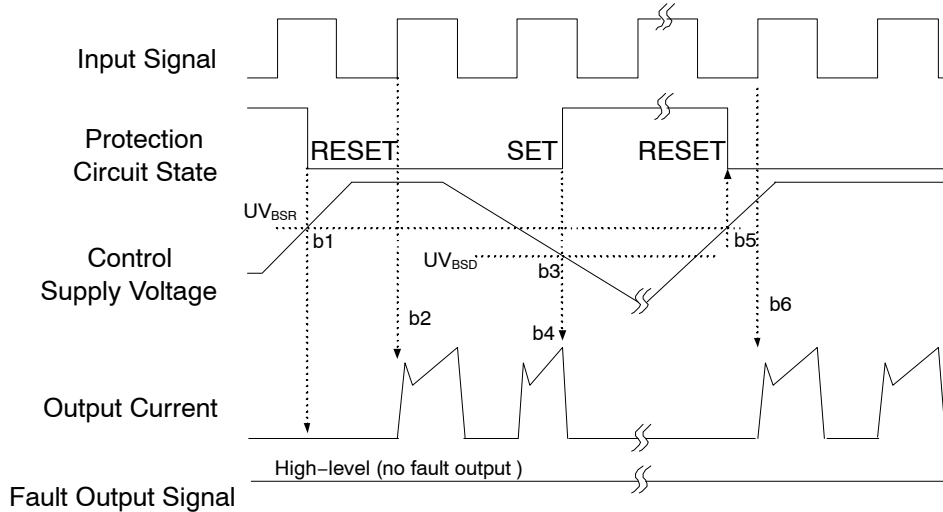 Input Signal
Protection
Circuit State
RESET
SET
RESET
UVBSR
b1
b5
Control
Supply Voltage
UVBSD
b3
b2
b4
b6
Output Current
High−level (no fault output )
Fault Output Signal